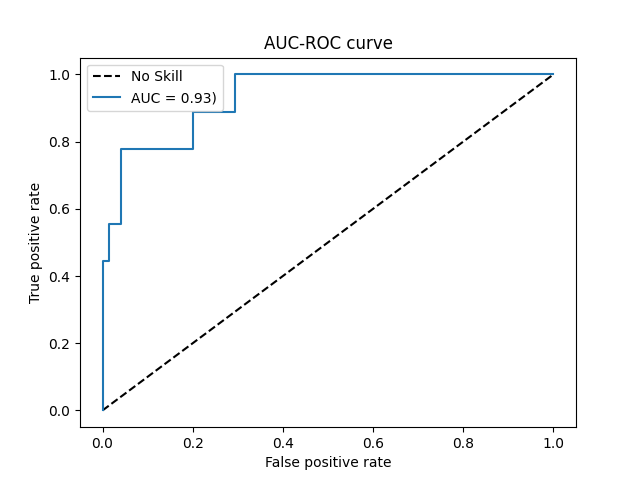 AUC-ROC curve
No Skill
AUC = 0.93)
True positive rate
1.0
0.8
0.6
0.4
0.2
0.0
0.0 0.2 0.4 0.6 0.8 1.0
False positive rate